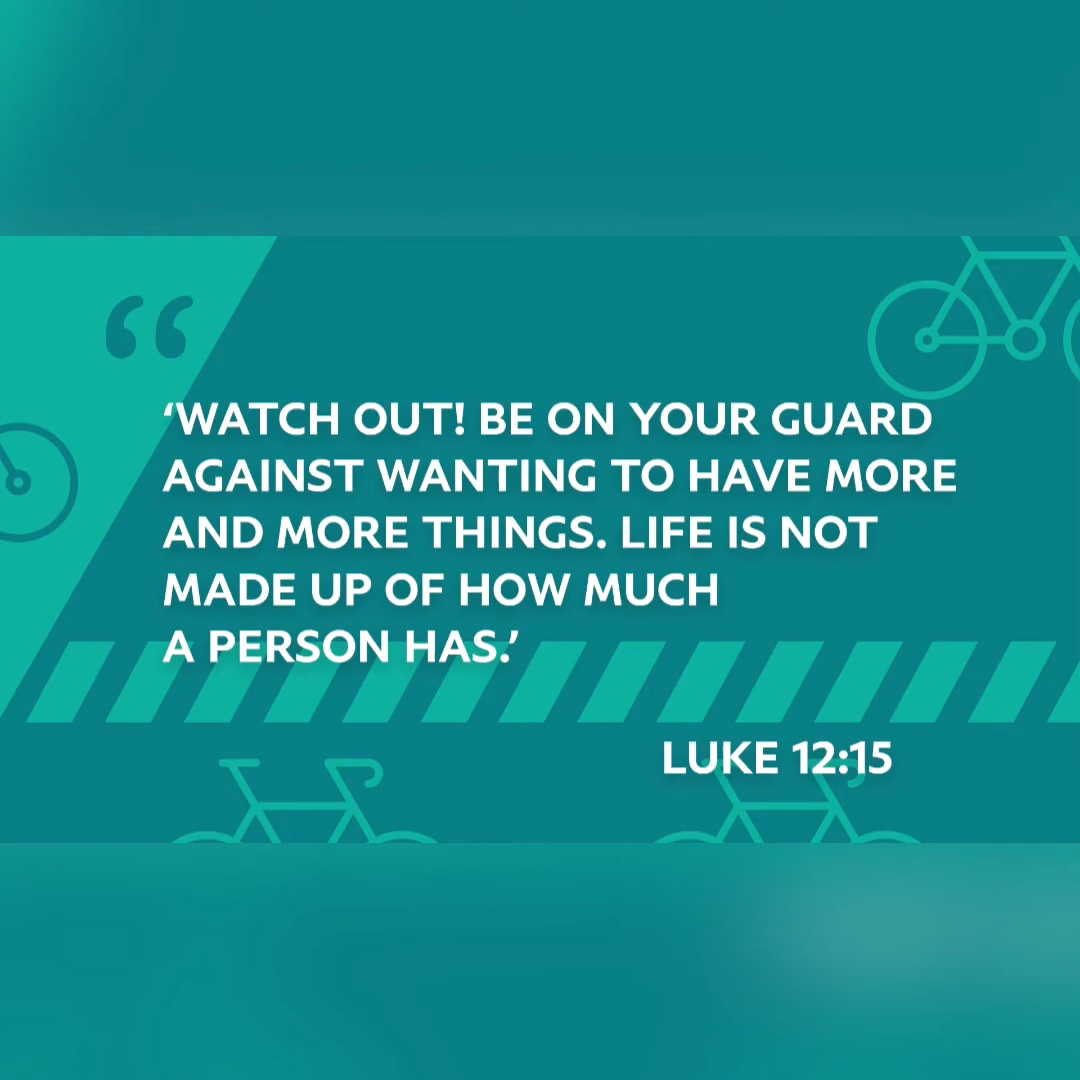 “
‘WATCH OUT! BE ON YOUR GUARD
AGAINST WANTING TO HAVE MORE
AND MORE THINGS. LIFE IS NOT
MADE UP OF HOW MUCH
A PERSON HAS.’
LUKE 12:15